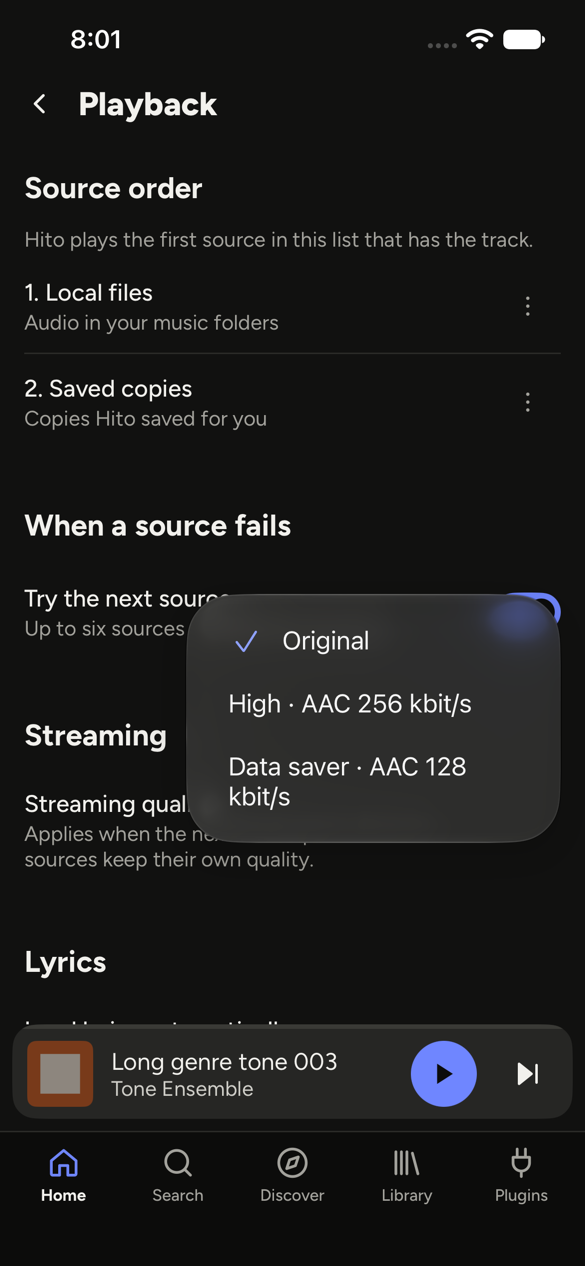 8:01
Playback
Source order
Hito plays the first source in this list that has the track.
1. Local files
Audio in your music folders
2. Saved copies
Copies Hito saved for you
When a source fails
Try the next source
Up to six sources
Original
High · AAC 256 kbit/s
Data saver · AAC 128
kbit/s
Streaming
Streaming
Applies when the
sources keep their own quality.
Lyrics
Long genre tone 003
Tone Ensemble
Home
Search
Discover
Library
Plugins